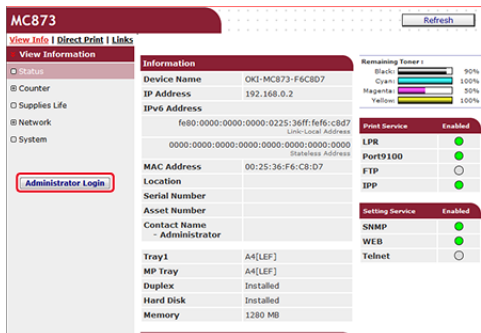 MC873
Refresh
View Info | Direct Print | Links
View Information
Status
Counter
Supplies Life
Network
System
Administrator Login
Information
Device Name OKI-MC873-F6C8D7
IP Address 192.168.0.2
IPv6 Address
fe80:0000:0000:0000:0225:36ff:fef6:c8d7
Link-Local Address
0000:0000:0000:0000:0000:0000:0000:0000
Stateless Address
MAC Address 00:25:36:F6:C8:D7
Location
Serial Number
Asset Number
Contact Name
- Administrator
Tray1 A4[LEF]
MP Tray A4[LEF]
Duplex Installed
Hard Disk Installed
Memory 1280 MB
Remaining Toner :
Black: 90%
Cyan: 100%
Magenta: 50%
Yellow: 100%
Print Service Enabled
LPR
Port9100
FTP
IPP
Setting Service Enabled
SNMP
WEB
Telnet